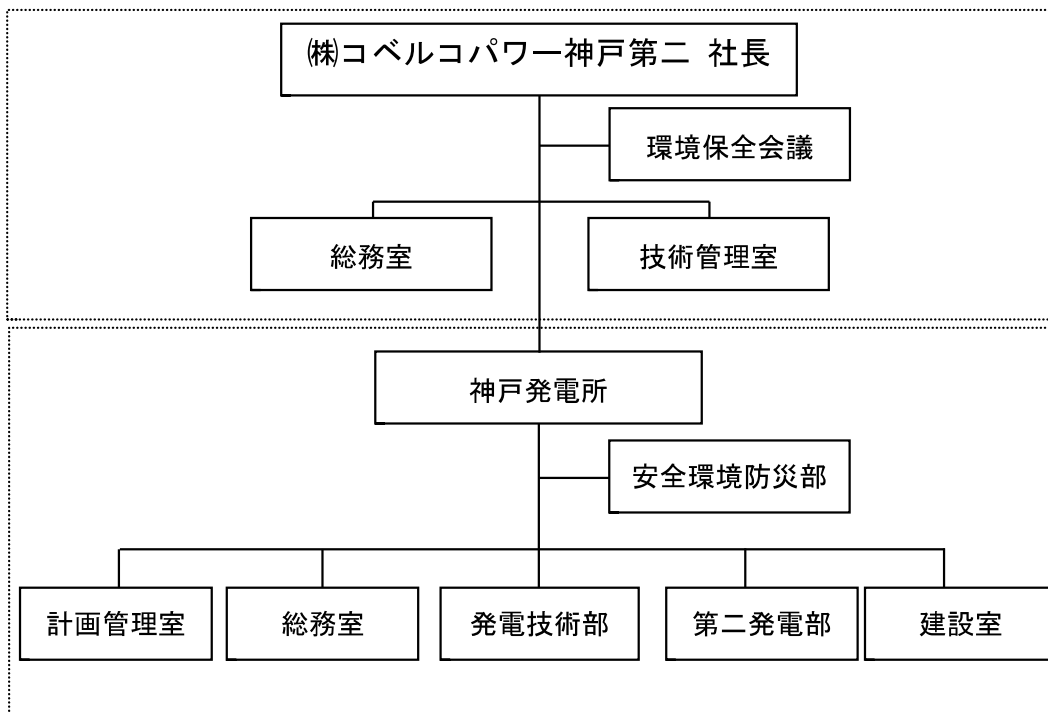 ㈱コベルコパワー神戸第二 社長
環境保全会議
総務室
技術管理室
神戸発電所
安全環境防災部
計画管理室
総務室
発電技術部
第二発電部
建設室